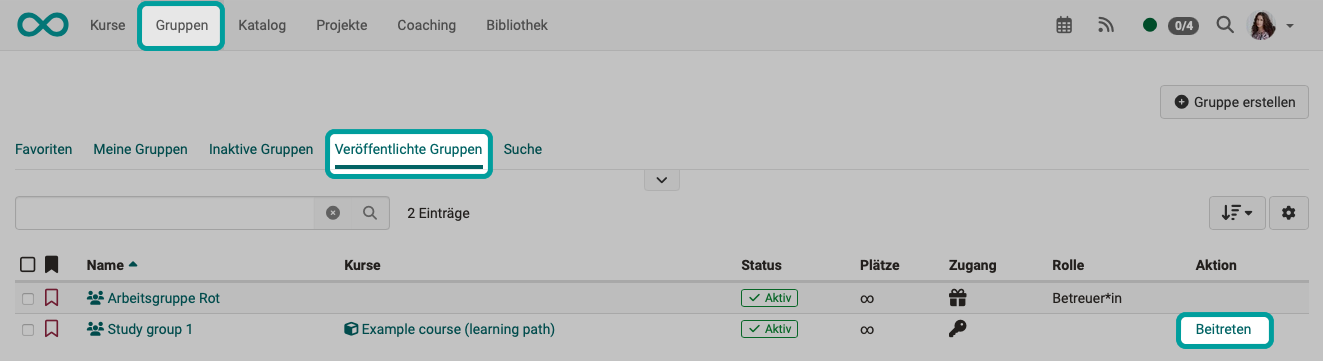 Kurse Gruppen Katalog Projekte Coaching Bibliothek 0/4
Gruppe erstellen
Favoriten Meine Gruppen Inaktive Gruppen Veröffentlichte Gruppen Suche
2 Einträge
Name Kurse Status Plätze Zugang Rolle Aktion
Arbeitsgruppe Rot Aktiv ∞ Betreuer*in
Study group 1 Example course (learning path) Aktiv ∞ Beitreten